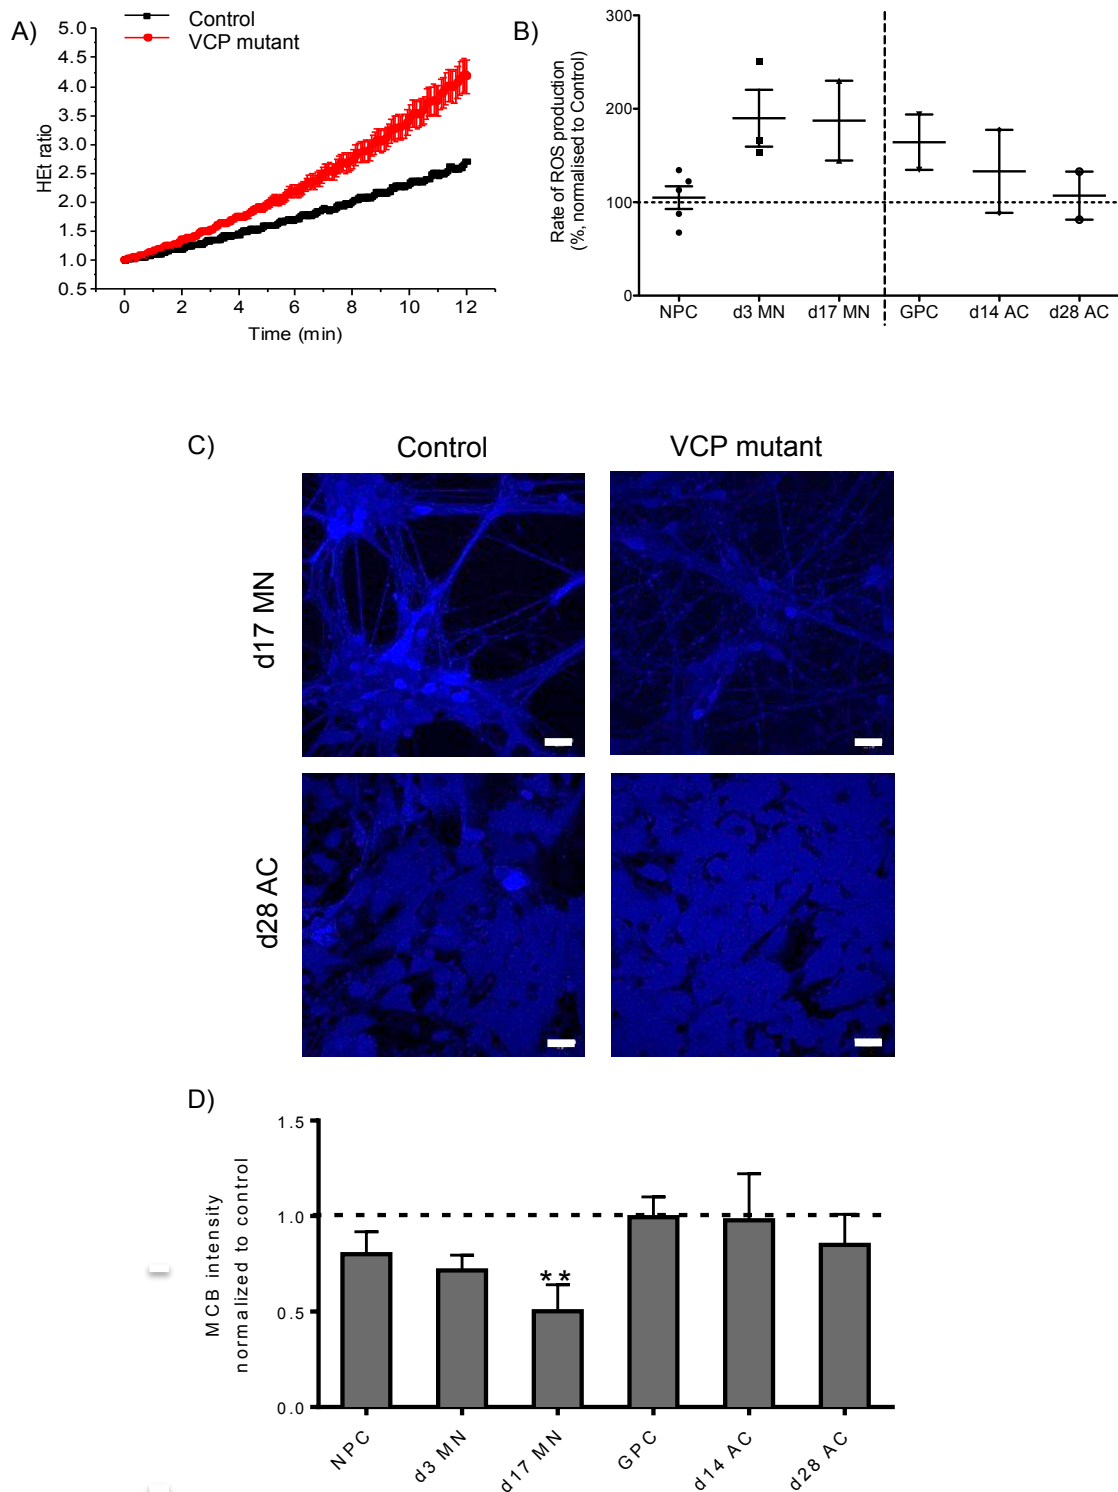 A)
Control
VCP mutant
5.0
4.5
4.0
3.5
3.0
2.5
2.0
1.5
1.0
0.5
HEt ratio
0 2 4 6 8 10 12
Time (min)
B)
300
200
100
0
Rate of ROS production
(%, normalised to Control)
NPC d3 MN d17 MN GPC d14 AC d28 AC
C)
Control VCP mutant
d17 MN
d28 AC
D)
1.5
1.0
0.5
0.0
MCB intensity
normalized to control
**
NPC d3 MN d17 MN GPC d14 AC d28 AC